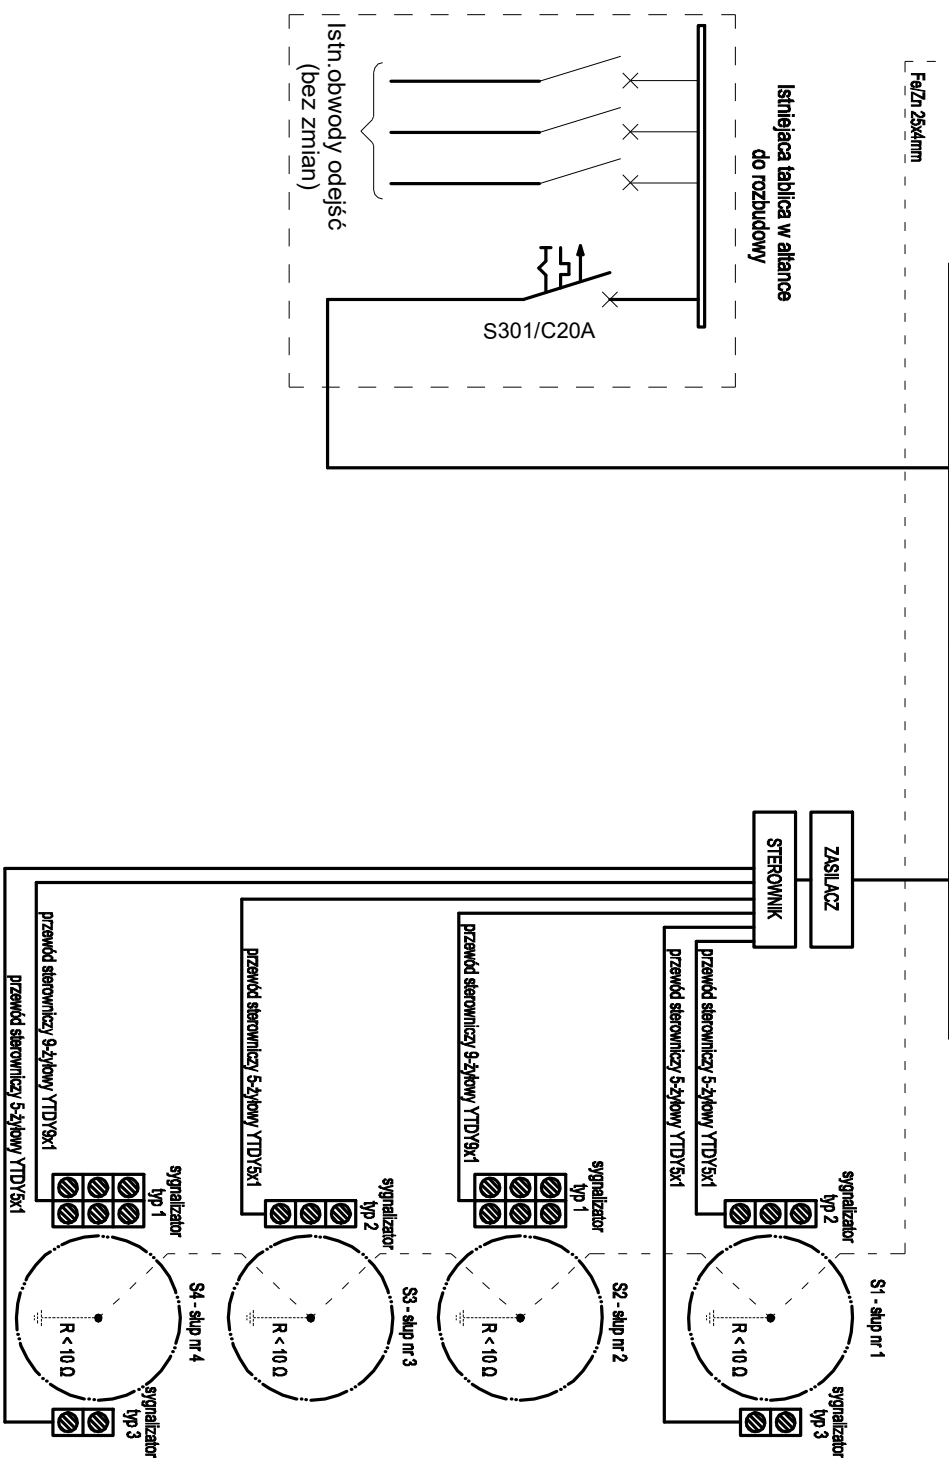 Fe/Zn 25x4mm
Istniejaca tablica w altance
do rozbudowy
Istn.obwody odejść
(bez zmian)
S301/C20A
ZASILACZ
STEROWNIK
przewód sterowniczy 5-żyłowy YTDY5x1
przewód sterowniczy 5-żyłowy YTDY5x1
przewód sterowniczy 9-żyłowy YTDY9x1
przewód sterowniczy 5-żyłowy YTDY5x1
przewód sterowniczy 9-żyłowy YTDY9x1
przewód sterowniczy 5-żyłowy YTDY5x1
sygnalizator
typ 2
S1 - słup nr 1
R < 10 Ω
sygnalizator
typ 3
sygnalizator
typ 1
S2 - słup nr 2
R < 10 Ω
sygnalizator
typ 2
S3 - słup nr 3
R < 10 Ω
sygnalizator
typ 1
S4 - słup nr 4
R < 10 Ω
sygnalizator
typ 3